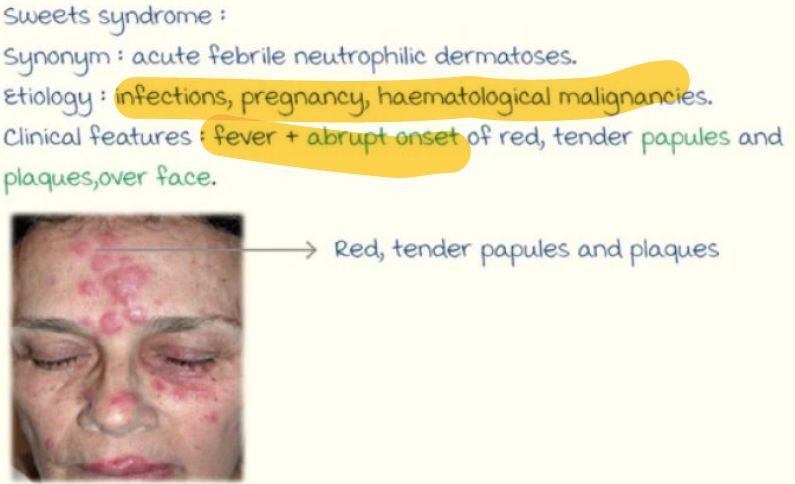 Sweets syndrome :
Synonym : acute febrile neutrophilic dermatoses.
Etiology : infections, pregnancy, haematological malignancies.
Clinical features : fever + abrupt onset of red, tender papules and
plaques,over face.
Red, tender papules and plaques